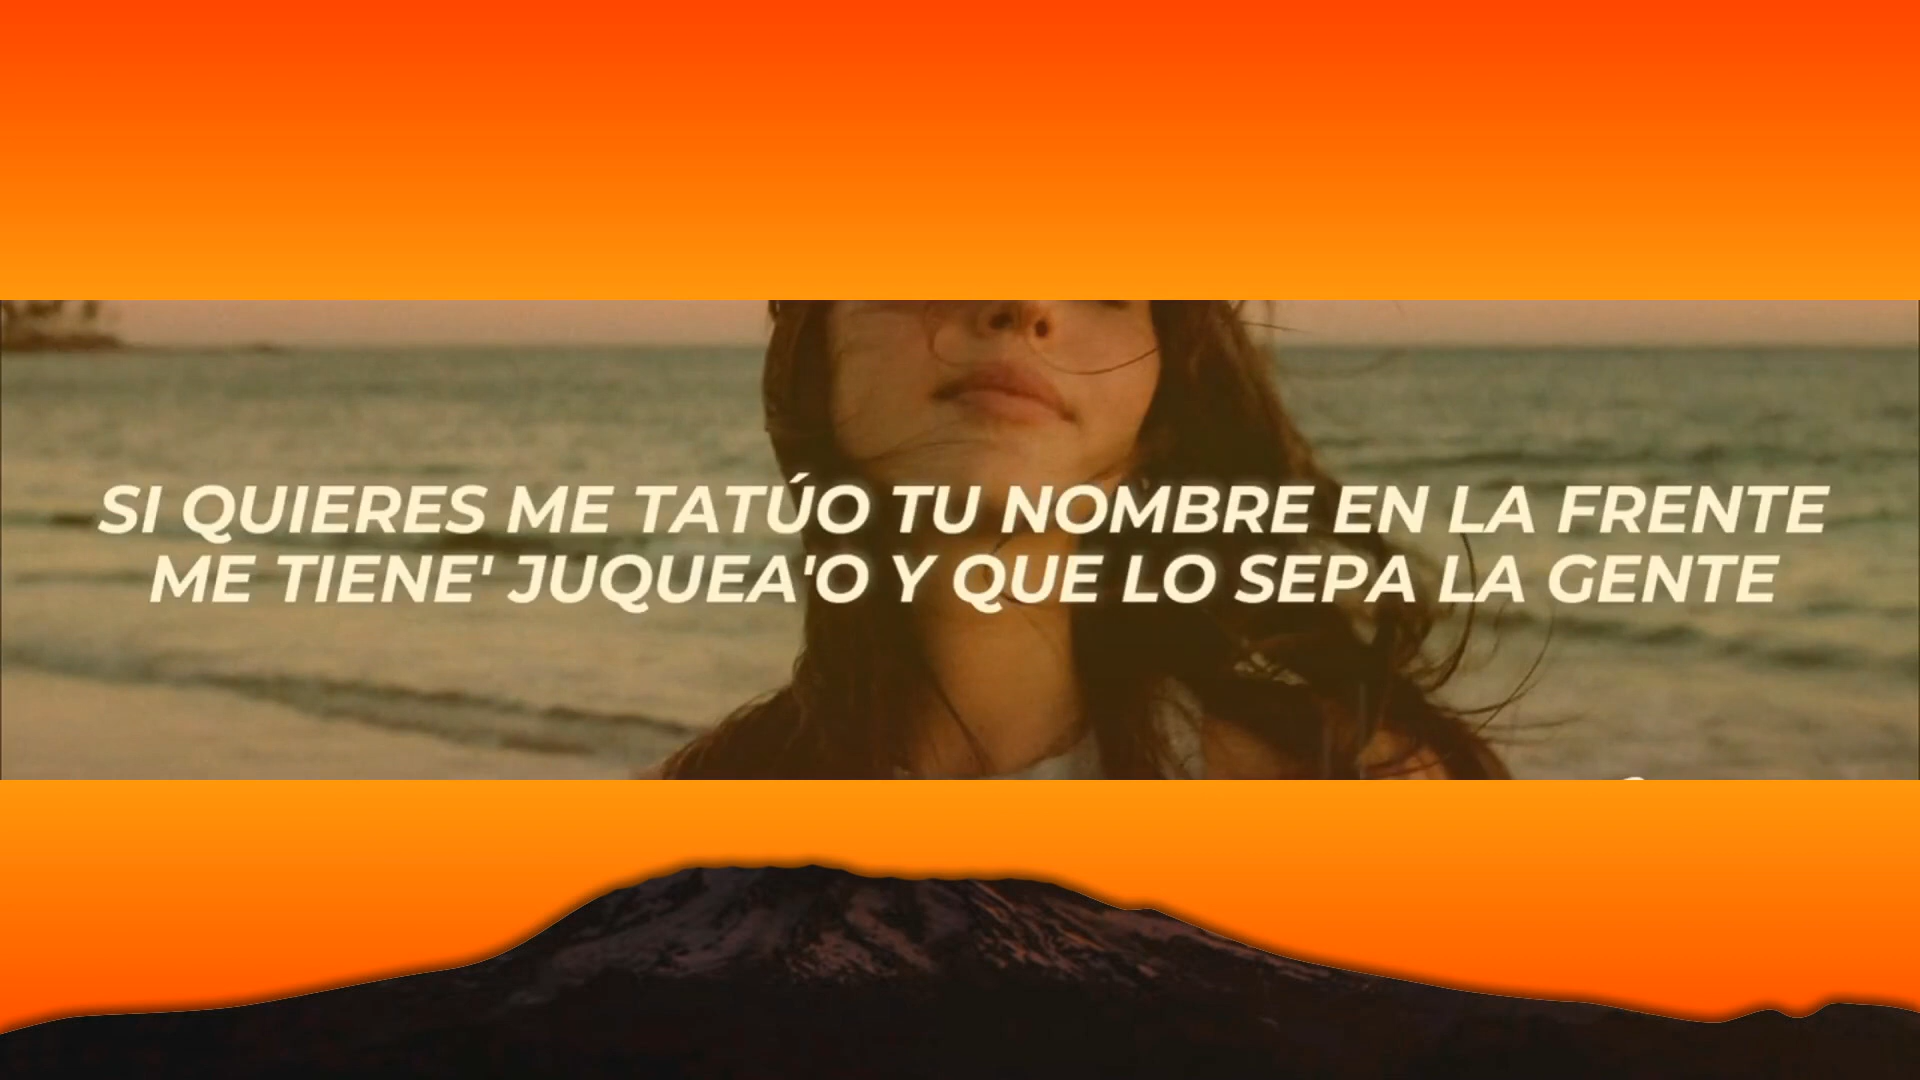 SI QUIERES ME TATÚO TU NOMBRE EN LA FRENTE
ME TIENE' JUQUEA'O Y QUE LO SEPA LA GENTE